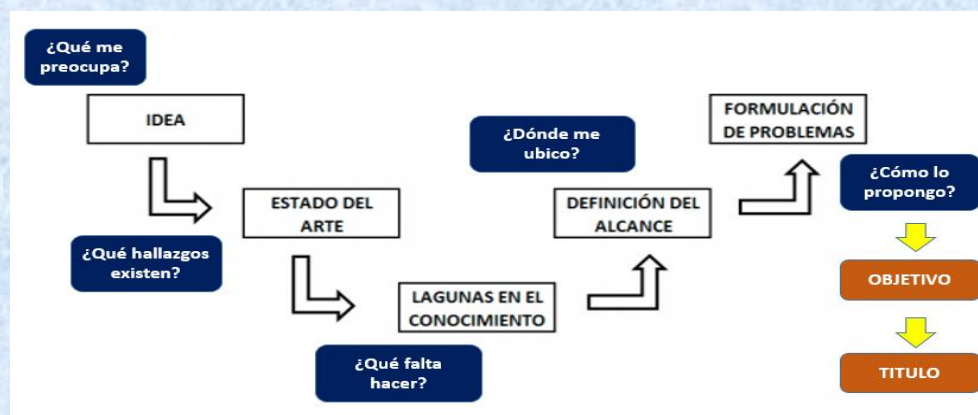 ¿Qué me
preocupa?
IDEA
¿Qué hallazgos
existen?
ESTADO DEL
ARTE
¿Qué falta
hacer?
LAGUNAS EN EL
CONOCIMIENTO
¿Dónde me
ubico?
DEFINICIÓN DEL
ALCANCE
FORMULACIÓN
DE PROBLEMAS
¿Cómo lo
propongo?
OBJETIVO
TITULO